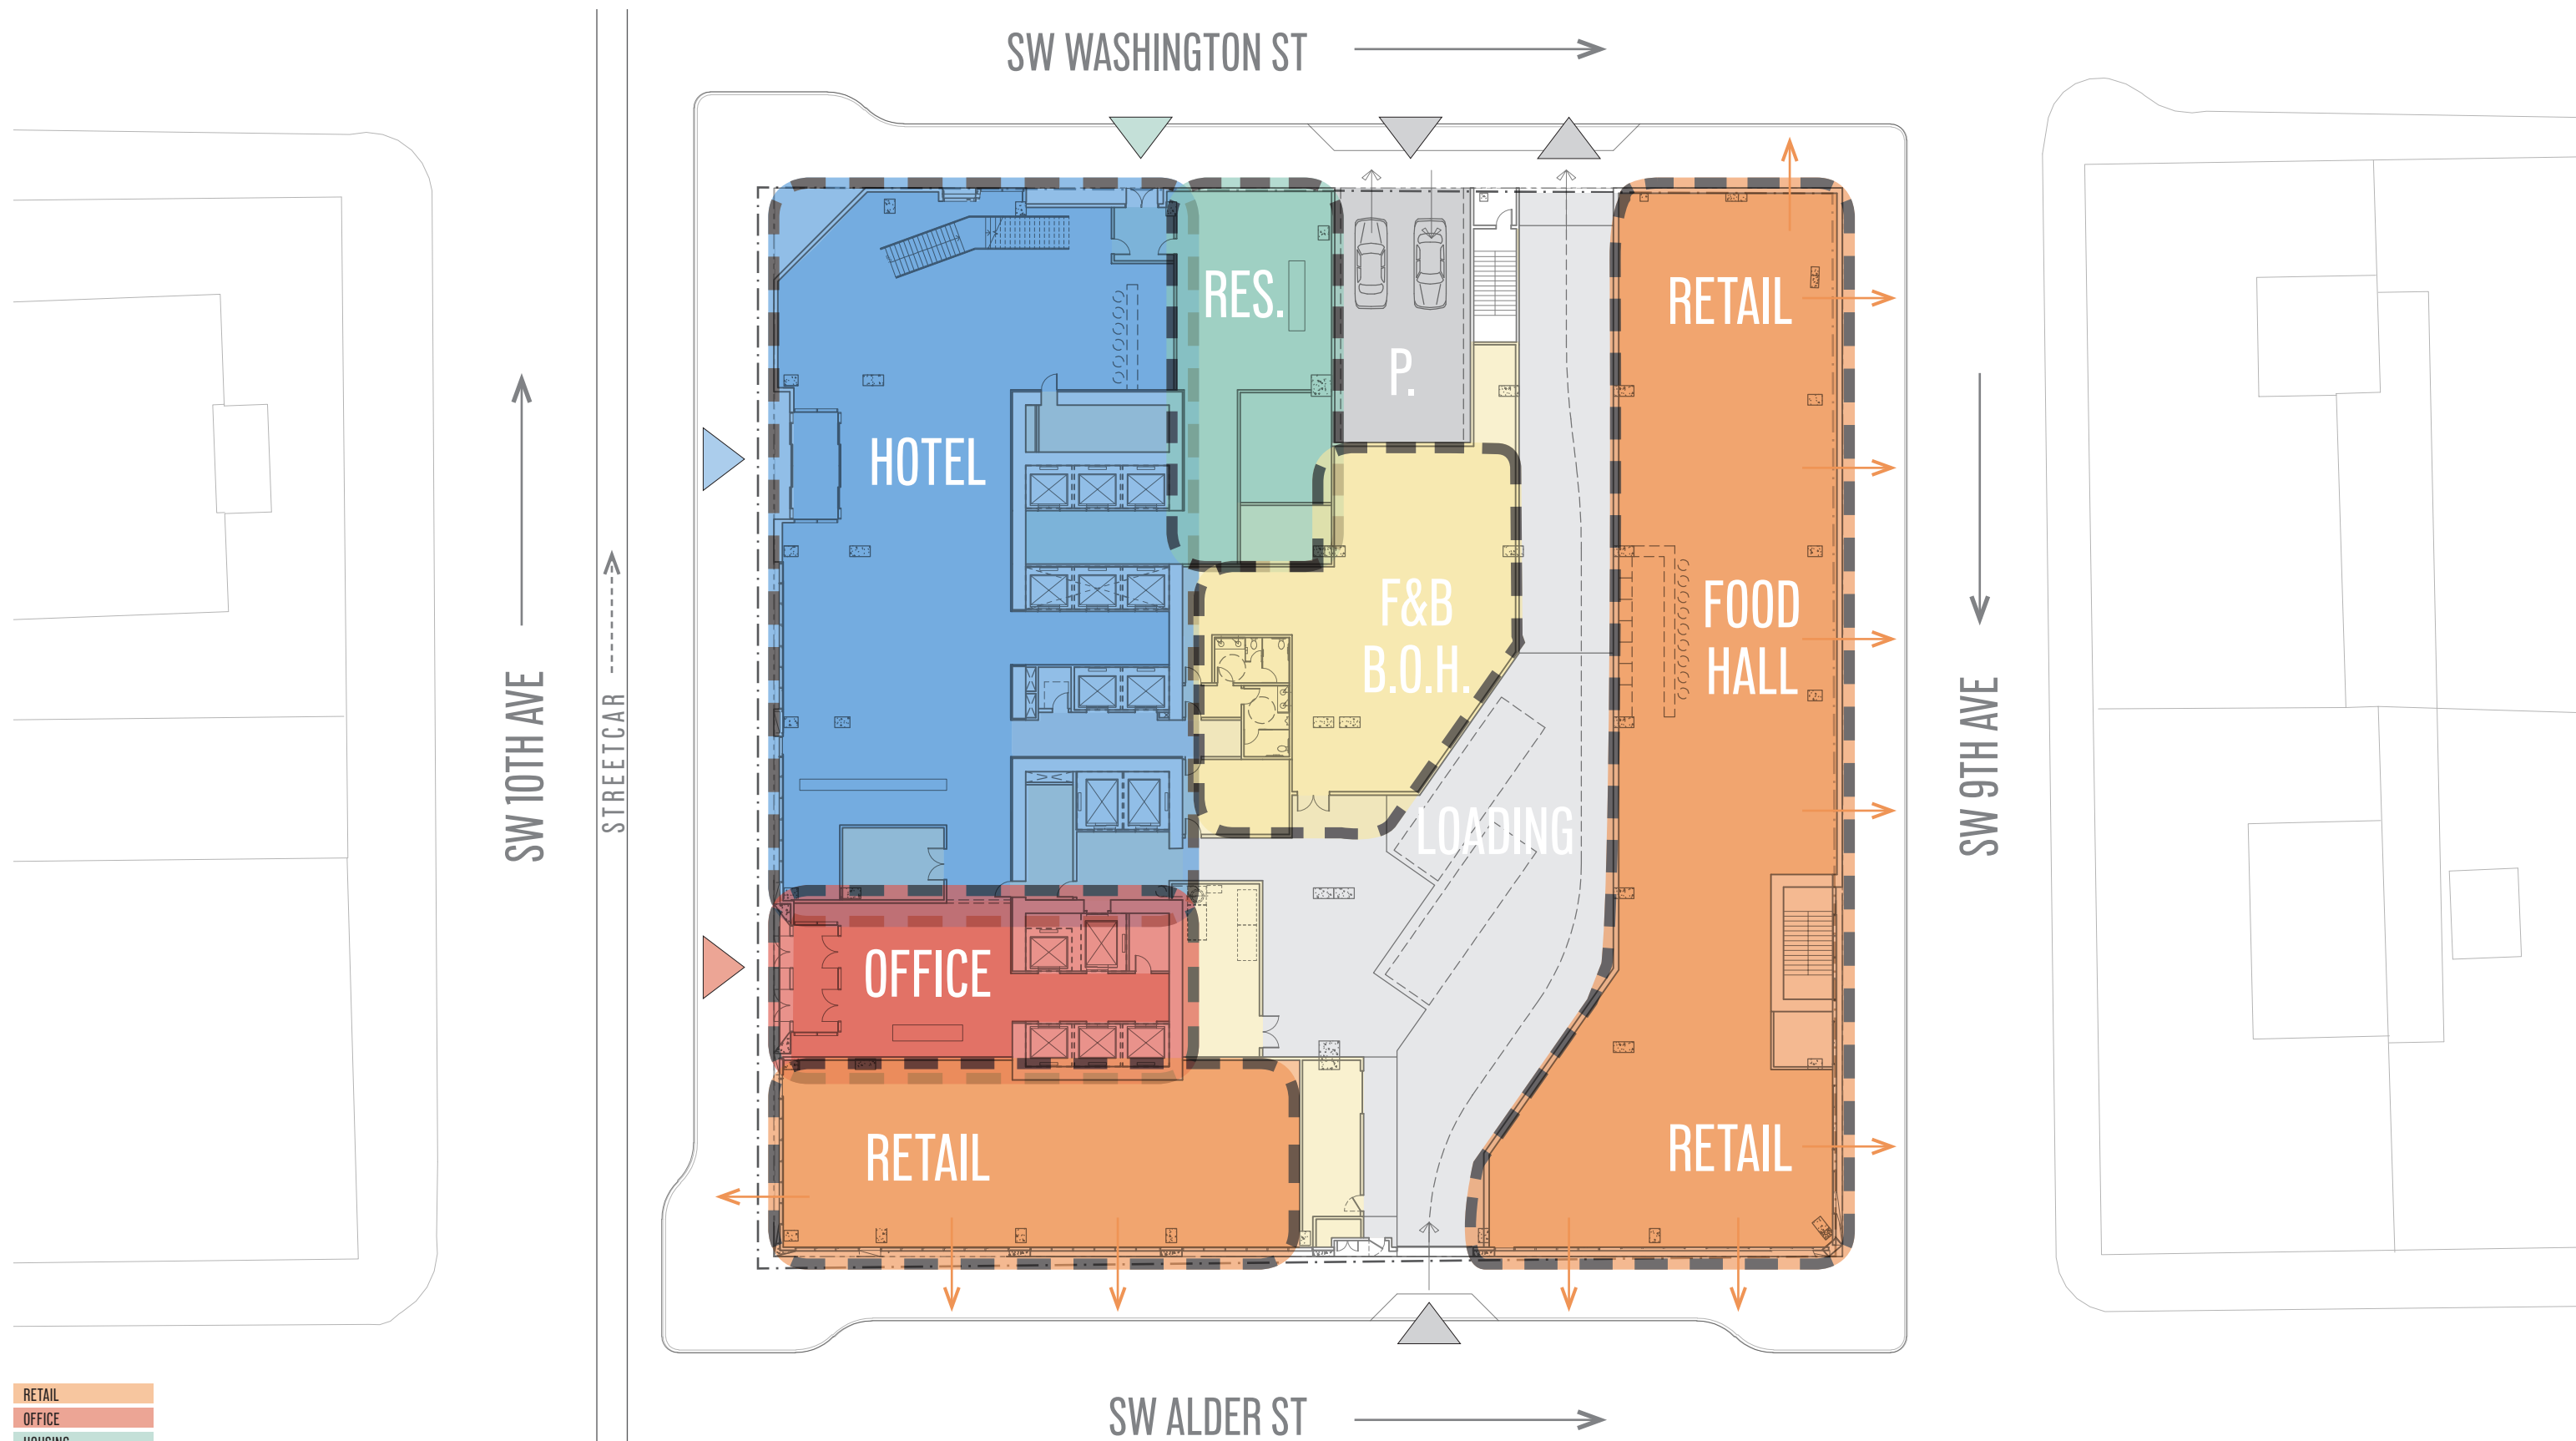 SW WASHINGTON ST
RES.
RETAIL
P.
HOTEL
F&B
B.O.H.
FOOD
HALL
SW 10TH AVE
STREETCAR
SW 9TH AVE
LOADING
OFFICE
RETAIL
RETAIL
SW ALDER ST
RETAIL
OFFICE
HOUSING